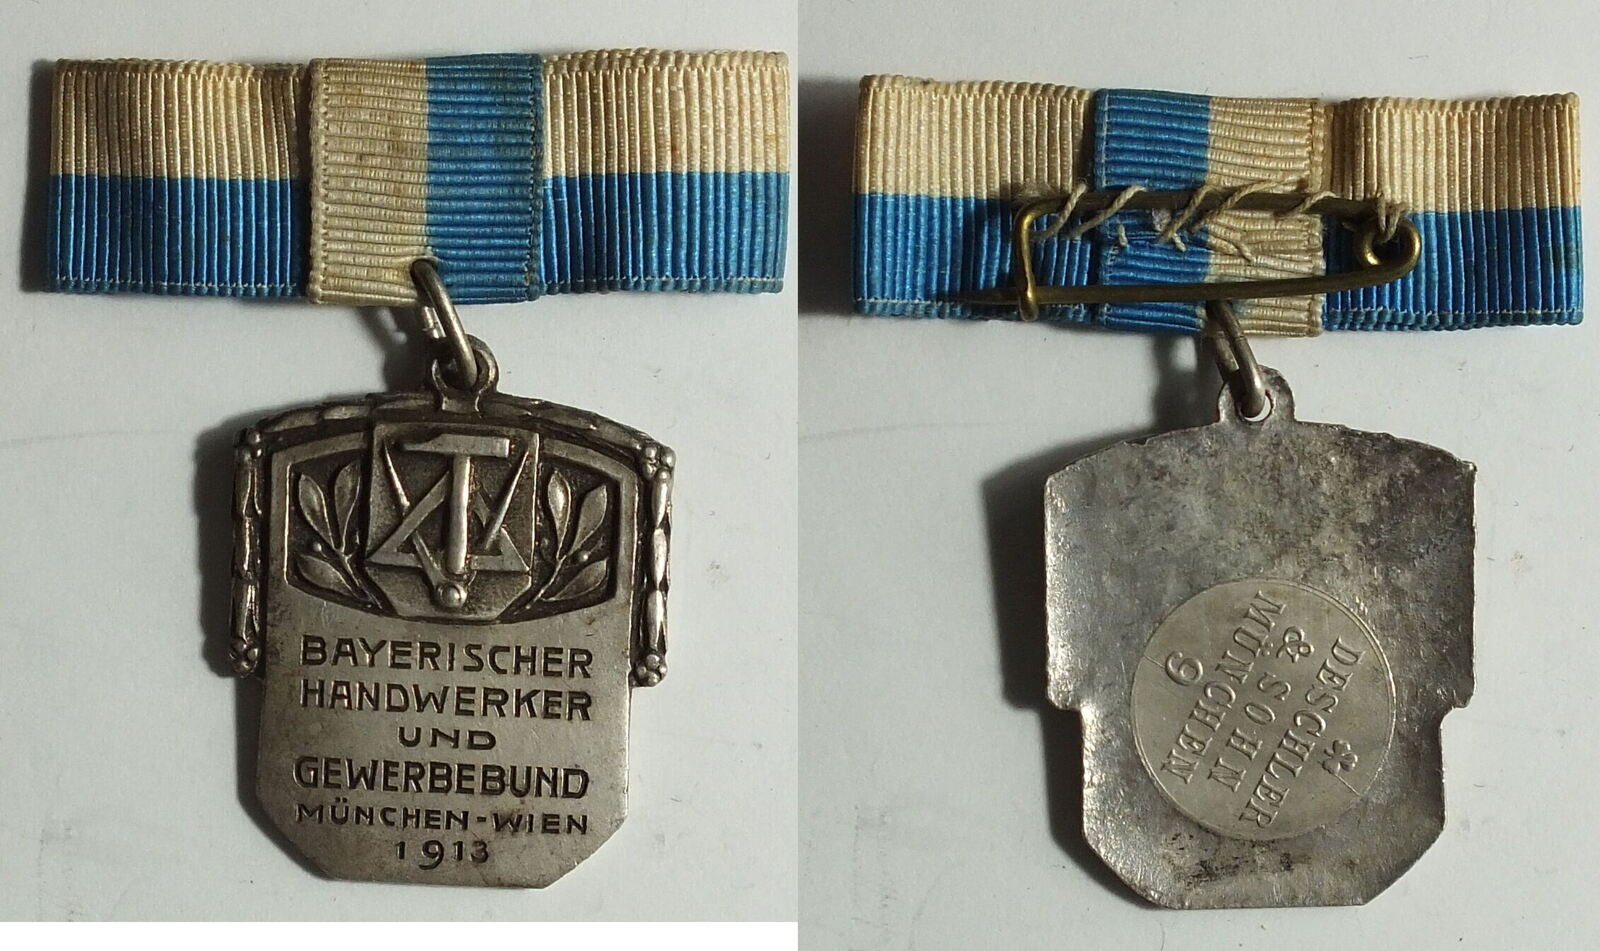 BAYERISCHER
HANDWERKER
UND
GEWERBEBUND
MÜNCHEN-WIEN
1913
DESCHLER
& SOHN
MÜNCHEN
9